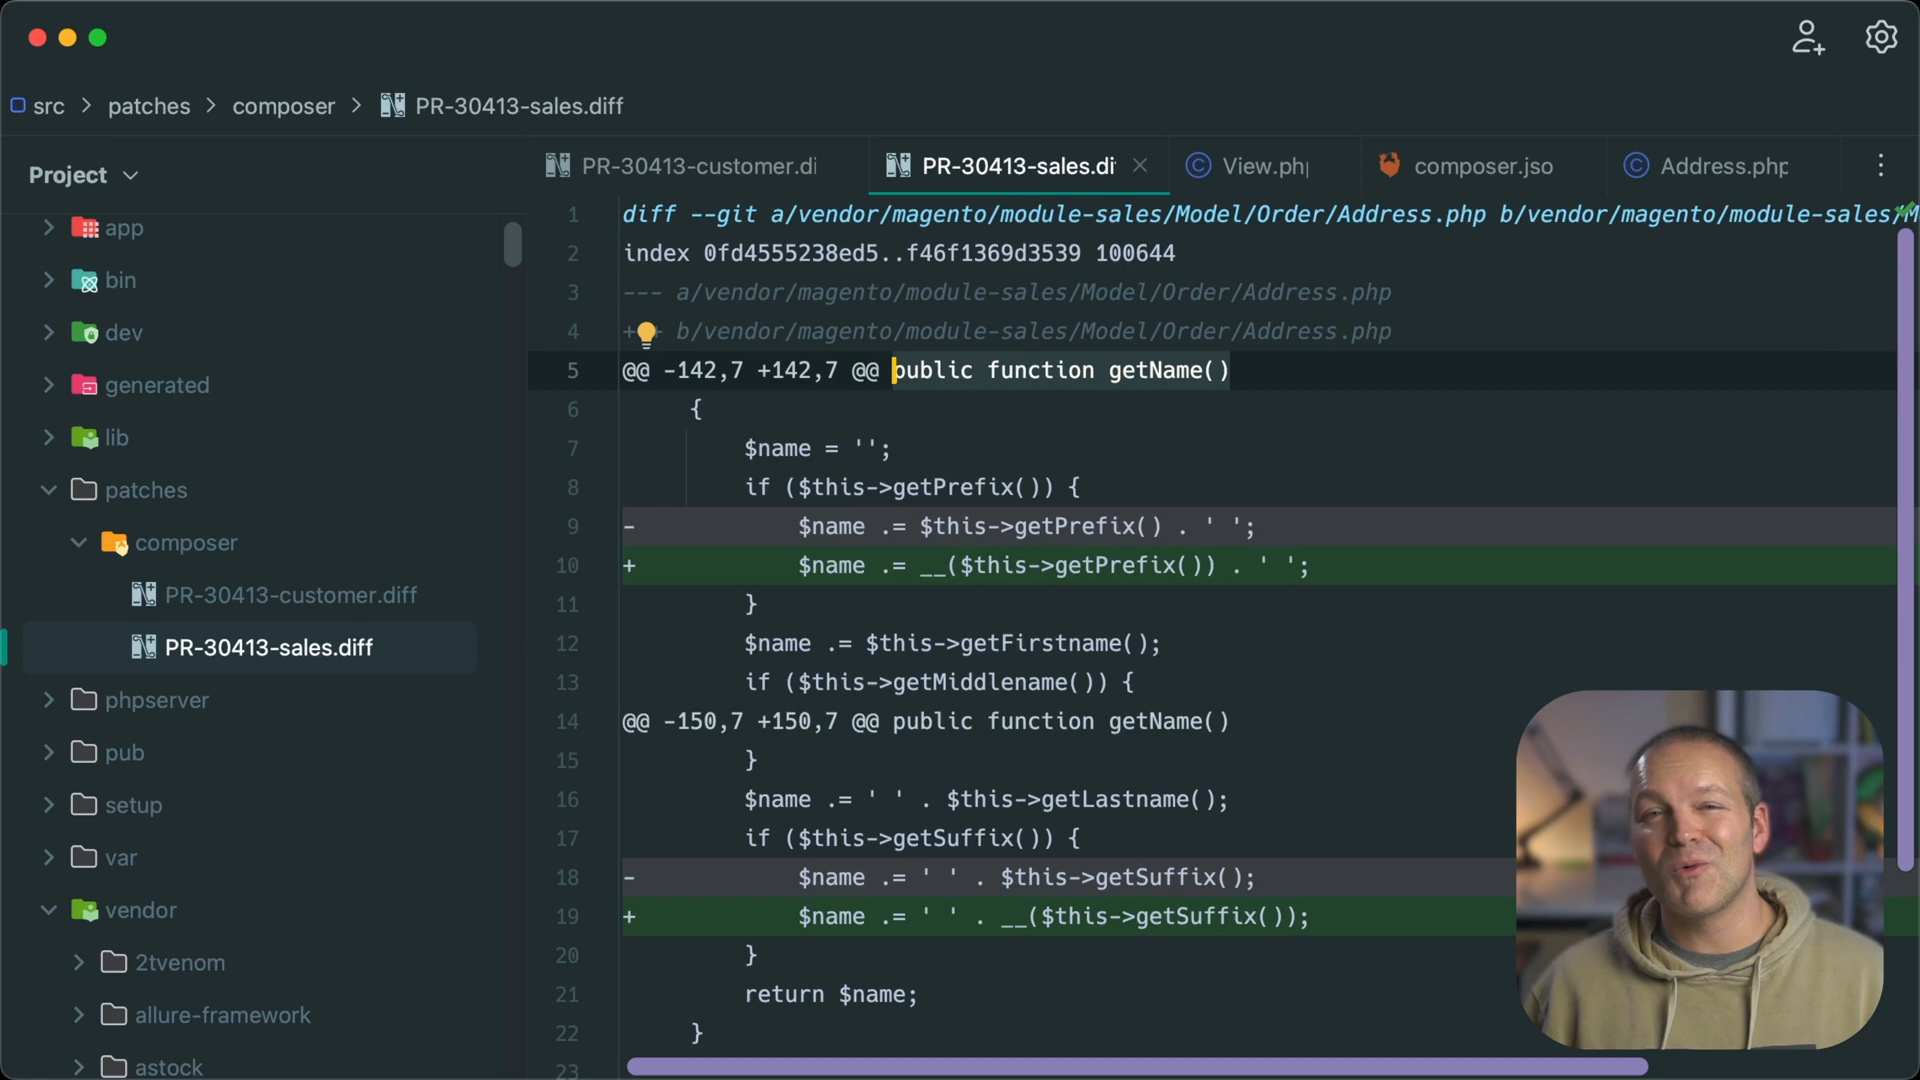 src > patches > composer > PR-30413-sales.diff
Project
app
bin
dev
generated
lib
patches
composer
PR-30413-customer.diff
PR-30413-sales.diff
phpserver
pub
setup
var
vendor
2tvenom
allure-framework
astock
PR-30413-customer.di
PR-30413-sales.di
View.ph
composer.jso
Address.php
1 diff --git a/vendor/magento/module-sales/Model/Order/Address.php b/vendor/magento/module-sales/M
2 index 0fd4555238ed5..f46f1369d3539 100644
3 --- a/vendor/magento/module-sales/Model/Order/Address.php
4 + b/vendor/magento/module-sales/Model/Order/Address.php
5 @@ -142,7 +142,7 @@ public function getName()
6 {
7 $name = '';
8 if ($this->getPrefix()) {
9 - $name .= $this->getPrefix() . ' ';
10 + $name .= __($this->getPrefix()) . ' ';
11 }
12 $name .= $this->getFirstname();
13 if ($this->getMiddlename()) {
14 @@ -150,7 +150,7 @@ public function getName()
15 }
16 $name .= ' ' . $this->getLastname();
17 if ($this->getSuffix()) {
18 - $name .= ' ' . $this->getSuffix();
19 + $name .= ' ' . __($this->getSuffix());
20 }
21 return $name;
22 }
23